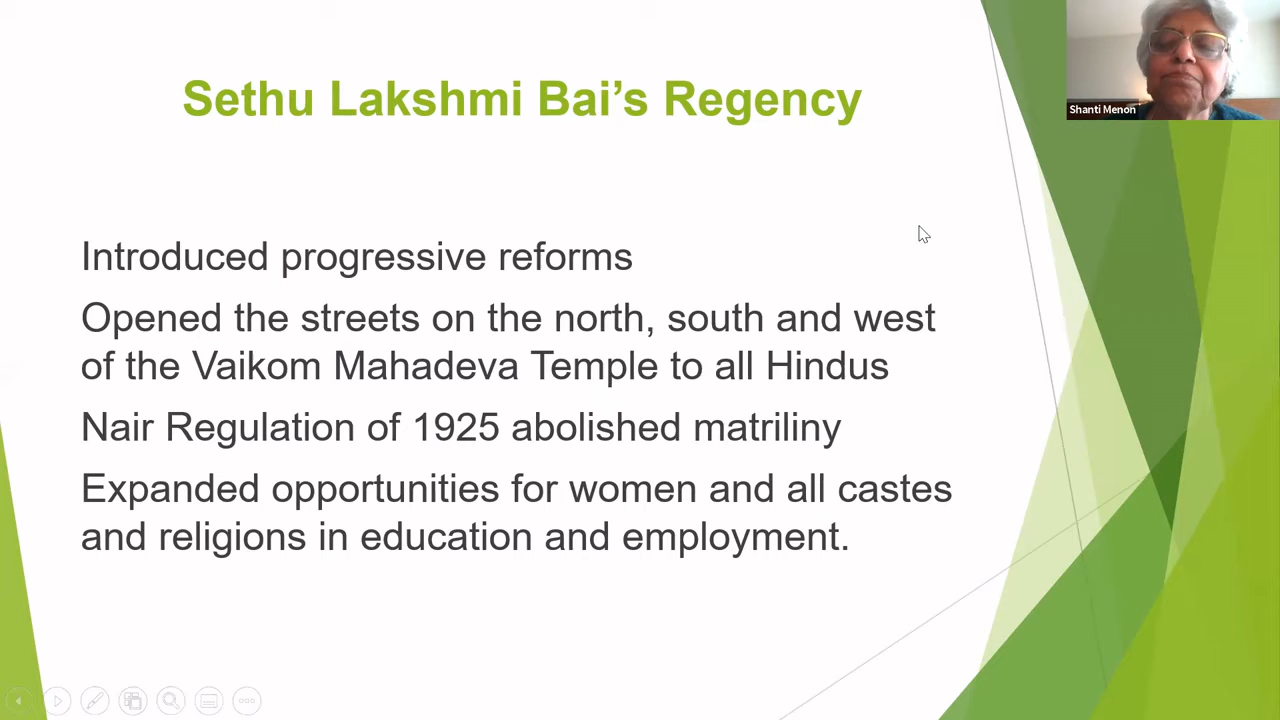 Sethu Lakshmi Bai’s Regency
Shanti Menon
Introduced progressive reforms
Opened the streets on the north, south and west
of the Vaikom Mahadeva Temple to all Hindus
Nair Regulation of 1925 abolished matriliny
Expanded opportunities for women and all castes
and religions in education and employment.